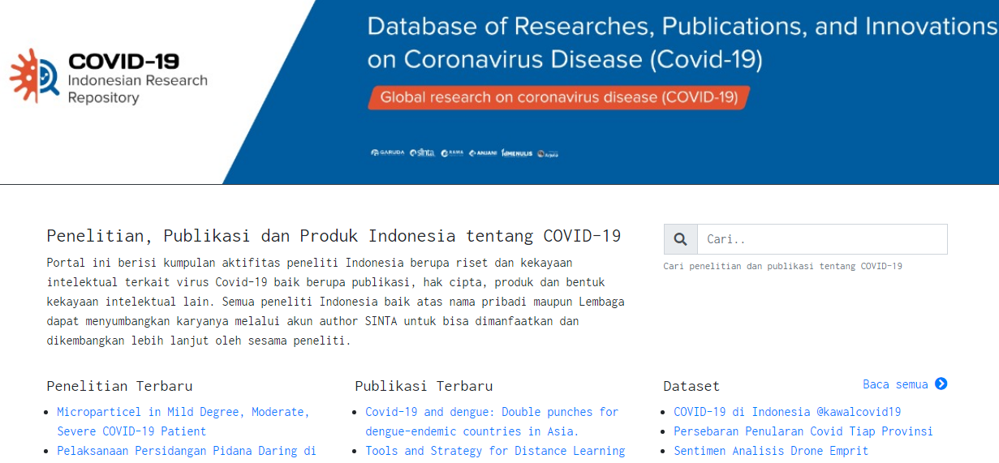 Database of Researches, Publications, and Innovations
on Coronavirus Disease (Covid-19)
COVID-19
Indonesian Research
Repository
Global research on coronavirus disease (COVID-19)
GARUDA sinta RAMA ANJANI IDMENULIS
Penelitian, Publikasi dan Produk Indonesia tentang COVID-19
Cari..
Portal ini berisi kumpulan aktifitas peneliti Indonesia berupa riset dan kekayaan
intelektual terkait virus Covid-19 baik berupa publikasi, hak cipta, produk dan bentuk
kekayaan intelektual lain. Semua peneliti Indonesia baik atas nama pribadi maupun Lembaga
dapat menyumbangkan karyanya melalui akun author SINTA untuk bisa dimanfaatkan dan
dikembangkan lebih lanjut oleh sesama peneliti.
Cari penelitian dan publikasi tentang COVID-19
Penelitian Terbaru
Microparticel in Mild Degree, Moderate,
Severe COVID-19 Patient
Pelaksanaan Persidangan Pidana Daring di
Publikasi Terbaru
Covid-19 and dengue: Double punches for
dengue-endemic countries in Asia.
Tools and Strategy for Distance Learning
Dataset
Baca semua
COVID-19 di Indonesia @kawalcovid19
Persebaran Penularan Covid Tiap Provinsi
Sentimen Analisis Drone Emprit